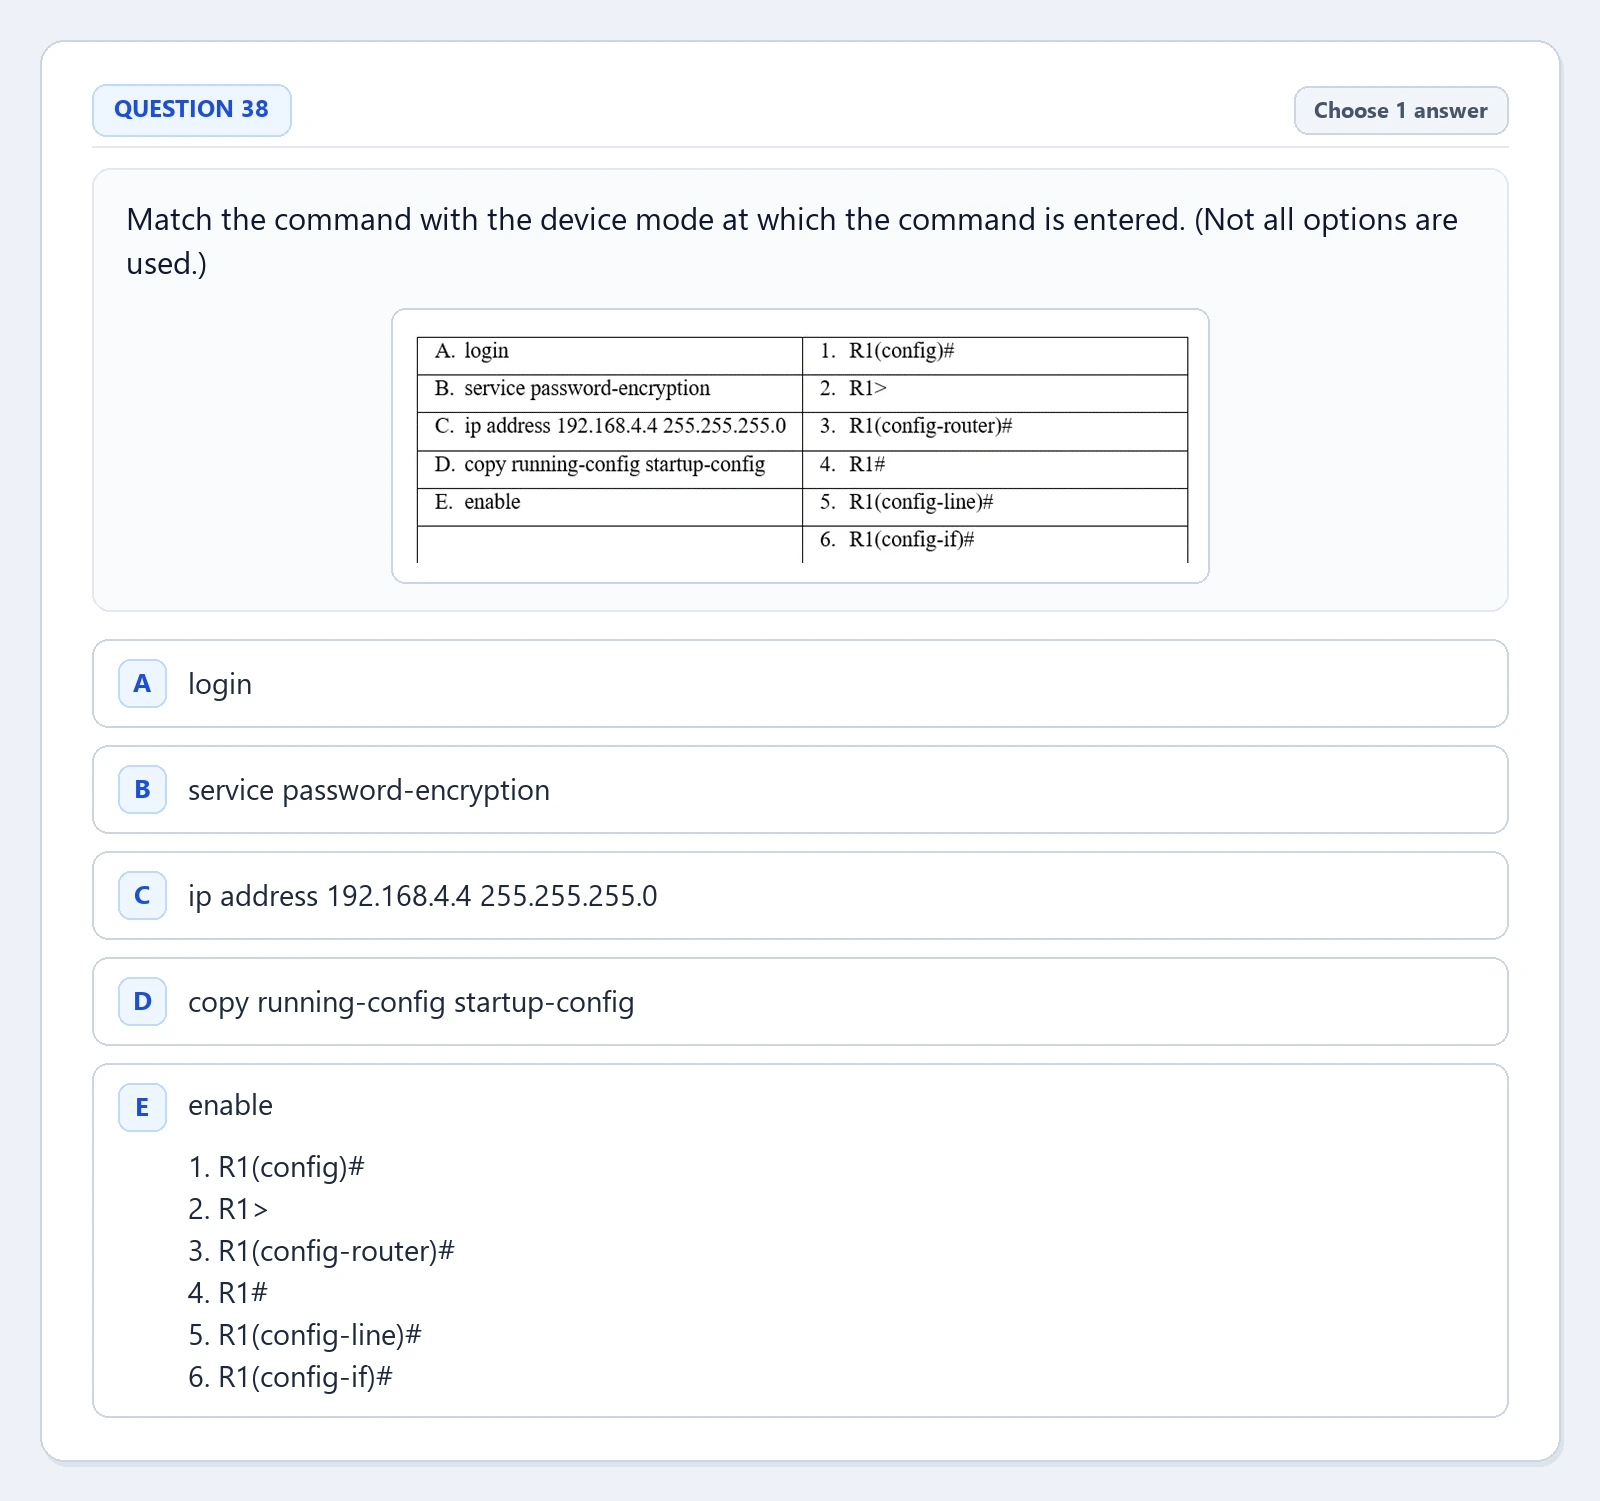 QUESTION 38
Choose 1 answer
Match the command with the device mode at which the command is entered. (Not all options are
used.)
A. login
1. R1(config)#
B. service password-encryption
2. R1>
C. ip address 192.168.4.4 255.255.255.0
3. R1(config-router)#
D. copy running-config startup-config
4. R1#
E. enable
5. R1(config-line)#
6. R1(config-if)#
A login
B service password-encryption
C ip address 192.168.4.4 255.255.255.0
D copy running-config startup-config
E enable
1. R1(config)#
2. R1>
3. R1(config-router)#
4. R1#
5. R1(config-line)#
6. R1(config-if)#